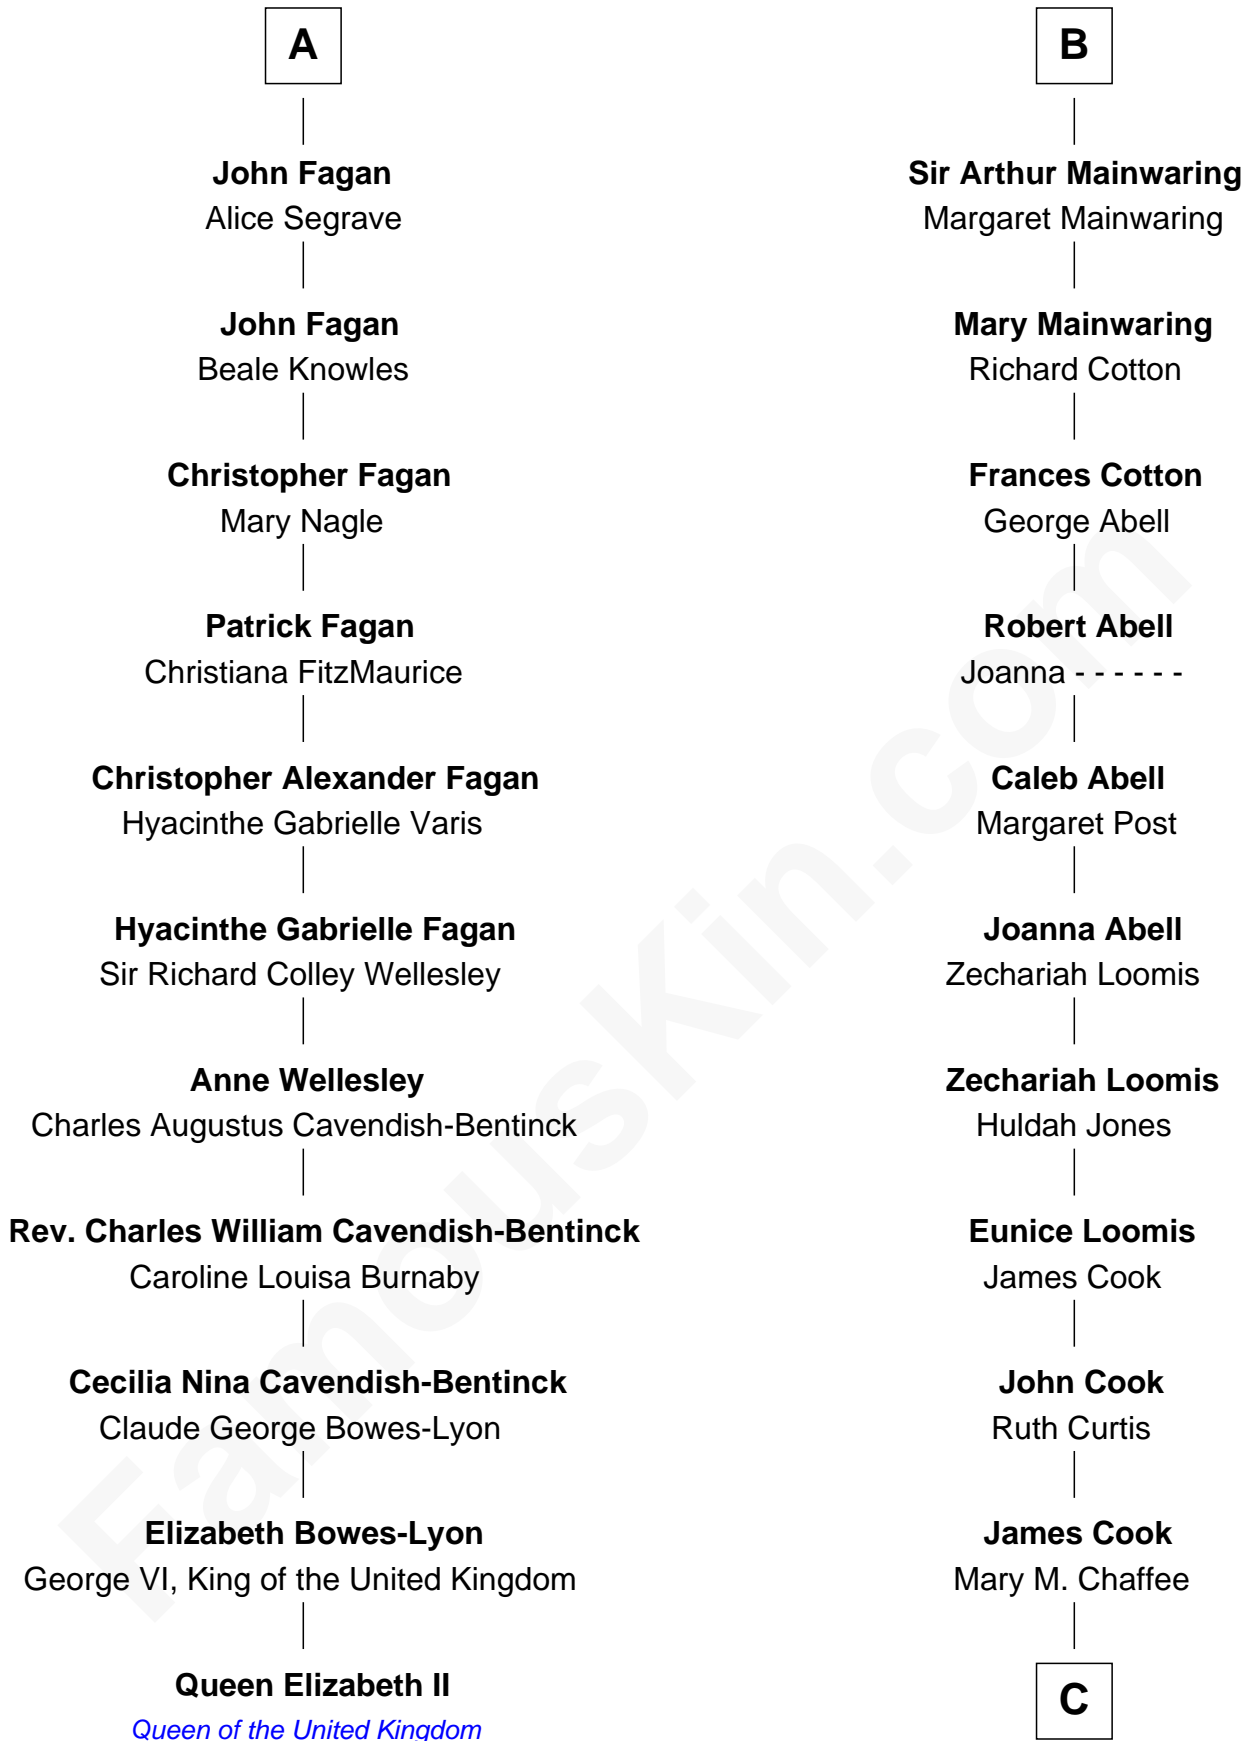 A
John Fagan
Alice Segrave
John Fagan
Beale Knowles
Christopher Fagan
Mary Nagle
Patrick Fagan
Christiana FitzMaurice
Christopher Alexander Fagan
Hyacinthe Gabrielle Varis
Hyacinthe Gabrielle Fagan
Sir Richard Colley Wellesley
Anne Wellesley
Charles Augustus Cavendish-Bentinck
Rev. Charles William Cavendish-Bentinck
Caroline Louisa Burnaby
Cecilia Nina Cavendish-Bentinck
Claude George Bowes-Lyon
Elizabeth Bowes-Lyon
George VI, King of the United Kingdom
Queen Elizabeth II
Queen of the United Kingdom
B
Sir Arthur Mainwaring
Margaret Mainwaring
Mary Mainwaring
Richard Cotton
Frances Cotton
George Abell
Robert Abell
Joanna - - - - - -
Caleb Abell
Margaret Post
Joanna Abell
Zechariah Loomis
Zechariah Loomis
Huldah Jones
Eunice Loomis
James Cook
John Cook
Ruth Curtis
James Cook
Mary M. Chaffee
C
FamousKin.com